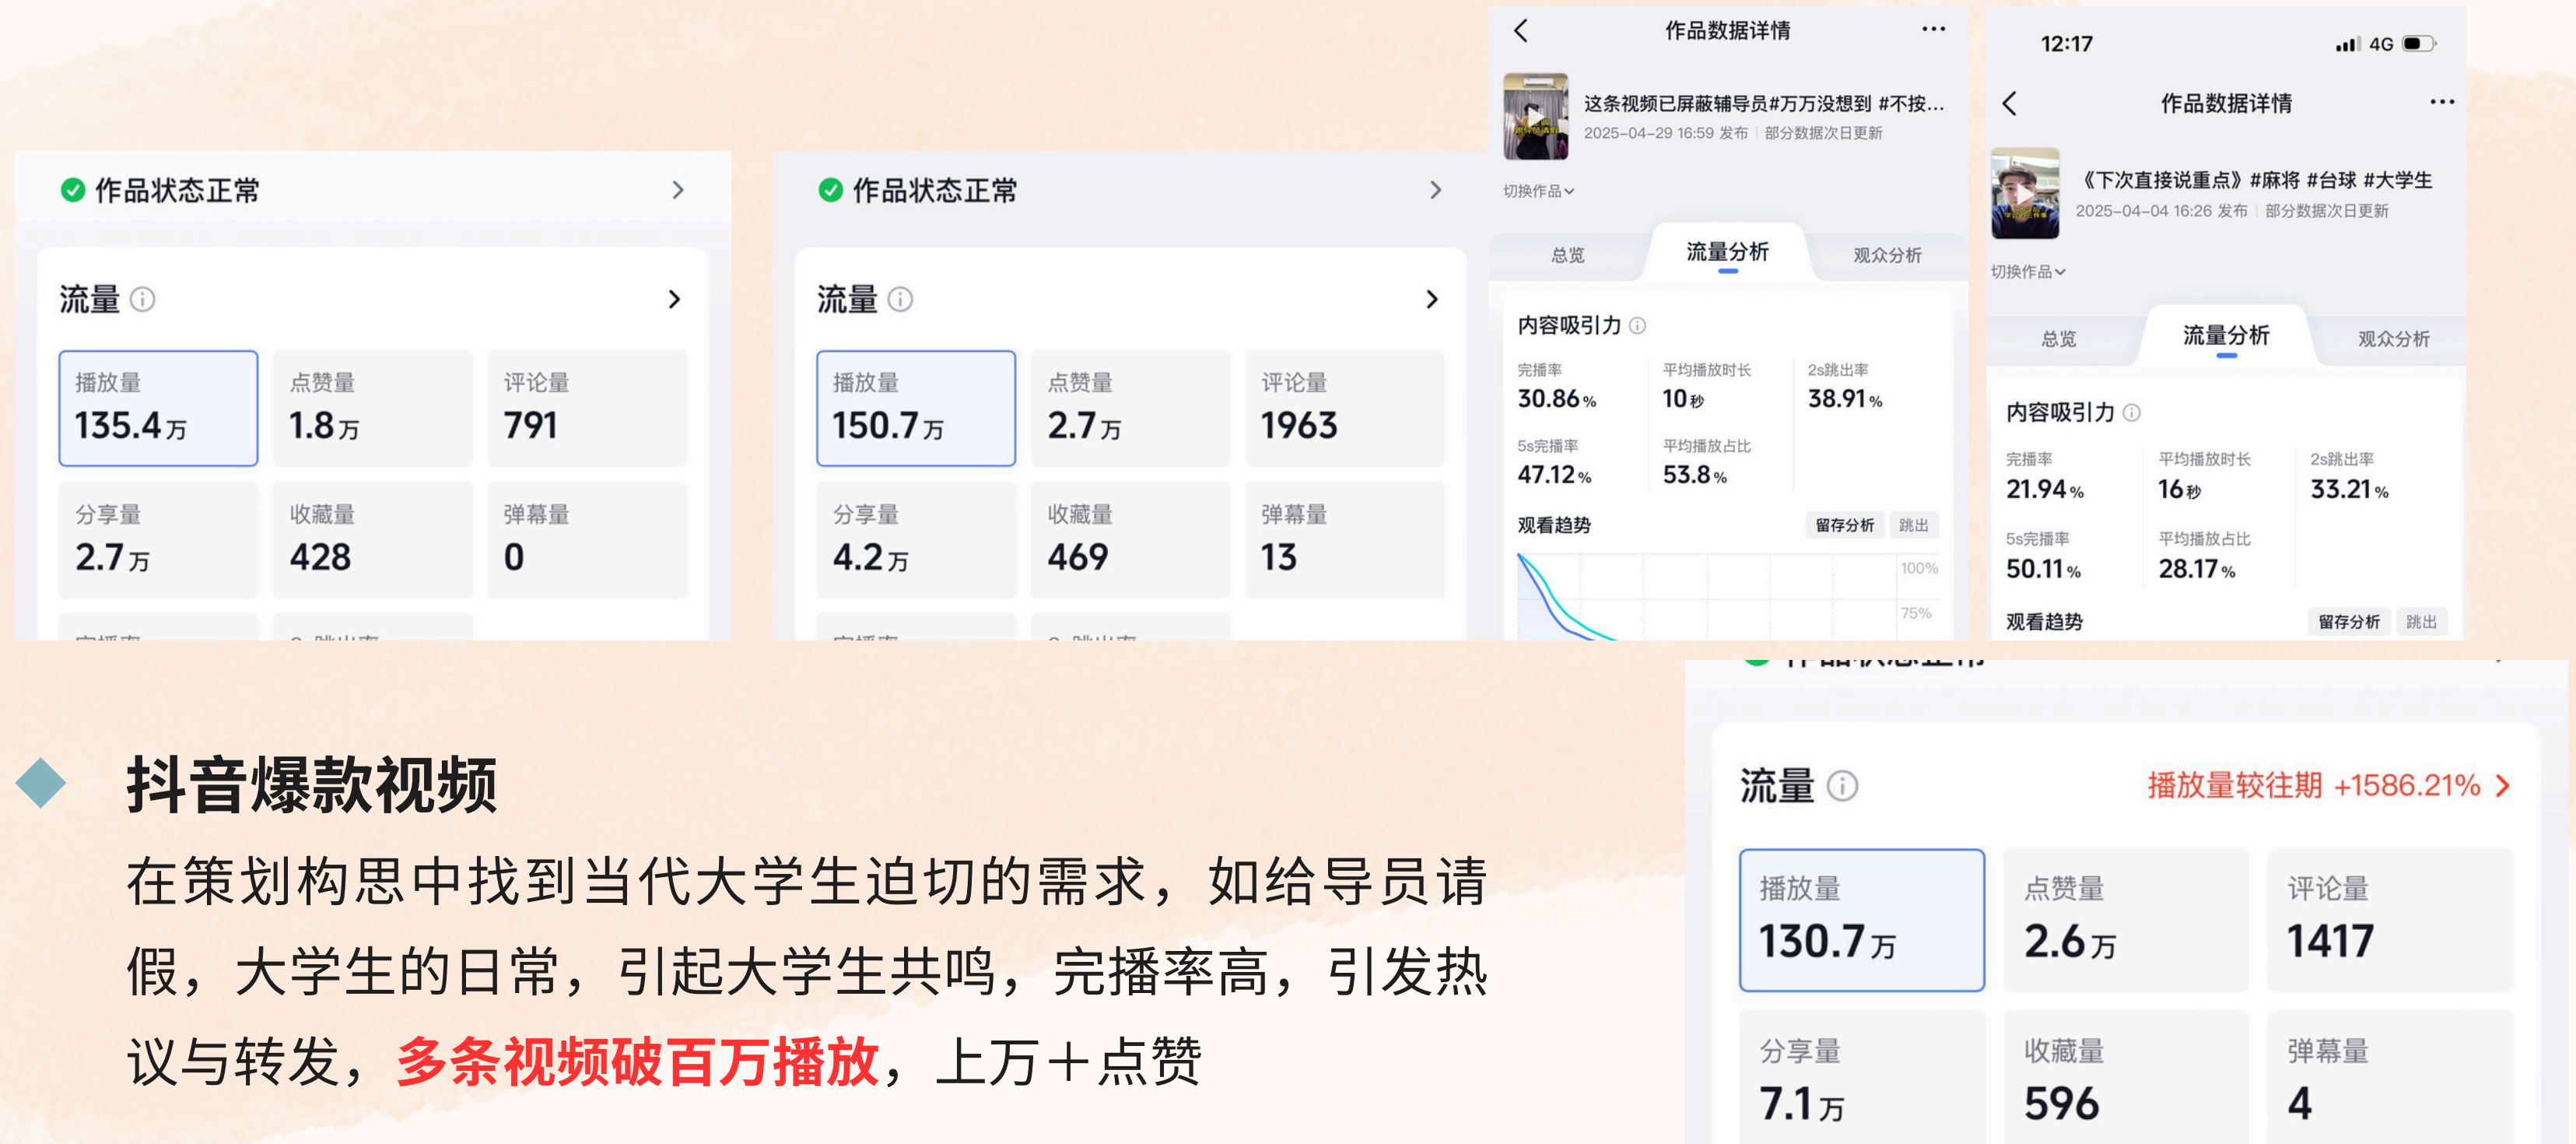 作品状态正常
流量
播放量
135.4万
点赞量
1.8万
评论量
791
分享量
2.7万
收藏量
428
弹幕量
0
作品状态正常
流量
播放量
150.7万
点赞量
2.7万
评论量
1963
分享量
4.2万
收藏量
469
弹幕量
13
作品数据详情
这条视频已屏蔽辅导员#万万没想到 #不按...
2025-04-29 16:59 发布 | 部分数据次日更新
切换作品
总览
流量分析
观众分析
内容吸引力
完播率
30.86%
平均播放时长
10秒
2s跳出率
38.91%
5s完播率
47.12%
平均播放占比
53.8%
观看趋势
留存分析
跳出
100%
75%
12:17
4G
作品数据详情
《下次直接说重点》#麻将 #台球 #大学生
2025-04-04 16:26 发布 | 部分数据次日更新
切换作品
总览
流量分析
观众分析
内容吸引力
完播率
21.94%
平均播放时长
16秒
2s跳出率
33.21%
5s完播率
50.11%
平均播放占比
28.17%
观看趋势
留存分析
跳出
抖音爆款视频
在策划构思中找到当代大学生迫切的需求，如给导员请
假，大学生的日常，引起大学生共鸣，完播率高，引发热
议与转发，多条视频破百万播放，上万＋点赞
作品状态正常
流量
播放量较往期 +1586.21%
播放量
130.7万
点赞量
2.6万
评论量
1417
分享量
7.1万
收藏量
596
弹幕量
4